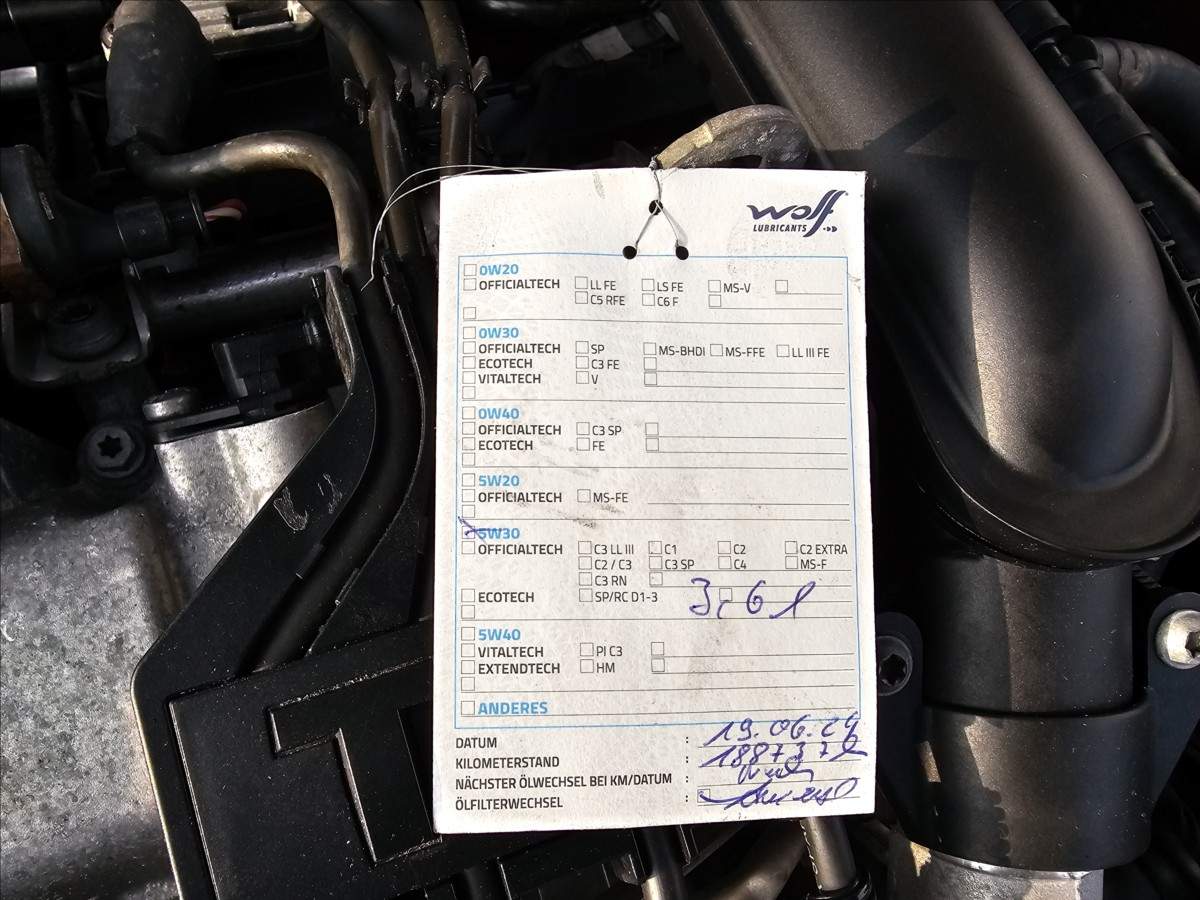 wolf
LUBRICANTS
0W20
OFFICIALTECH LL FE LS FE MS-V
C5 RFE C6 F
0W30
OFFICIALTECH SP MS-BHDI MS-FFE LL III FE
ECOTECH C3 FE
VITALTECH V
0W40
OFFICIALTECH C3 SP
ECOTECH FE
5W20
OFFICIALTECH MS-FE
5W30
OFFICIALTECH C3 LL III C1 C2 C2 EXTRA
C2 / C3 C3 SP C4 MS-F
C3 RN
ECOTECH SP/RC D1-3 3,6 l
5W40
VITALTECH PI C3
EXTENDTECH HM
ANDERES
DATUM : 19.06.24
KILOMETERSTAND :
NÄCHSTER ÖLWECHSEL BEI KM/DATUM : Nach
ÖLFILTERWECHSEL :
T